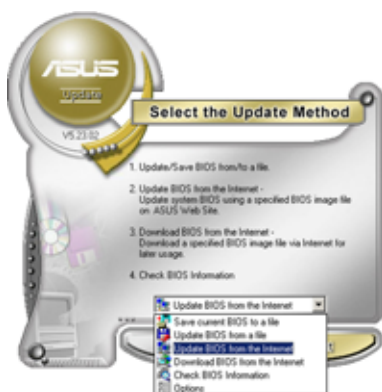 ASUS
Update
V5.23.02
Select the Update Method
1. Update/Save BIOS from/to a file.
2. Update BIOS from the Internet -
Update system BIOS using a specified BIOS image file
on ASUS Web Site.
3. Download BIOS from the Internet -
Download a specified BIOS image file via Internet for
later usage.
4. Check BIOS Information
Update BIOS from the Internet
Save current BIOS to a file
Update BIOS from a file
Update BIOS from the Internet
Download BIOS from the Internet
Check BIOS Information
Options